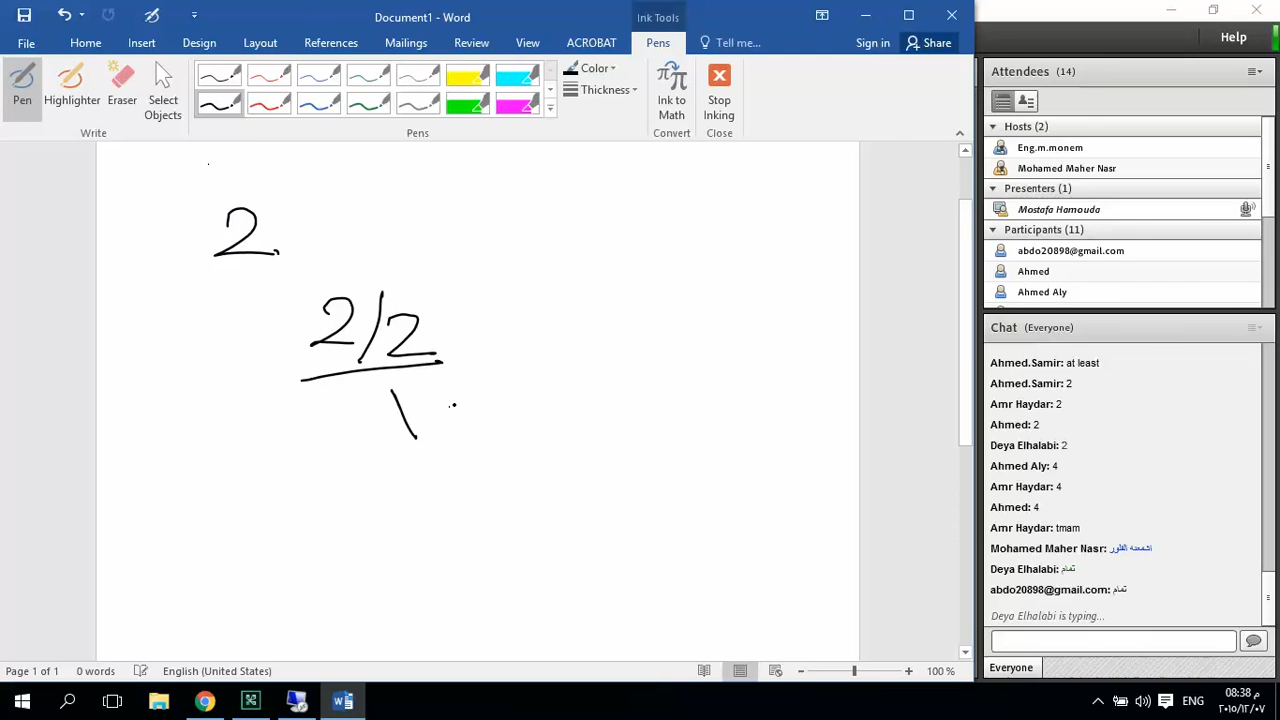 Document1 - Word
Ink Tools
File
Home
Insert
Design
Layout
References
Mailings
Review
View
ACROBAT
Pens
Tell me...
Sign in
Share
Help
Pen
Highlighter
Eraser
Select Objects
Color
Thickness
Ink to Math
Stop Inking
Write
Pens
Convert
Close
2
2/2
Attendees (14)
Hosts (2)
Eng.m.monem
Mohamed Maher Nasr
Presenters (1)
Mostafa Hamouda
Participants (11)
abdo20898@gmail.com
Ahmed
Ahmed Aly
Chat (Everyone)
Ahmed.Samir: at least
Ahmed.Samir: 2
Amr Haydar: 2
Ahmed: 2
Deya Elhalabi: 2
Ahmed Aly: 4
Amr Haydar: 4
Ahmed: 4
Amr Haydar: tmam
Mohamed Maher Nasr: اشمعنه الفلور
Deya Elhalabi: تمام
abdo20898@gmail.com: تمام
Deya Elhalabi is typing...
Everyone
Page 1 of 1
0 words
English (United States)
100 %
ENG
08:38 م
٢٠١٥/١٢/٠٧